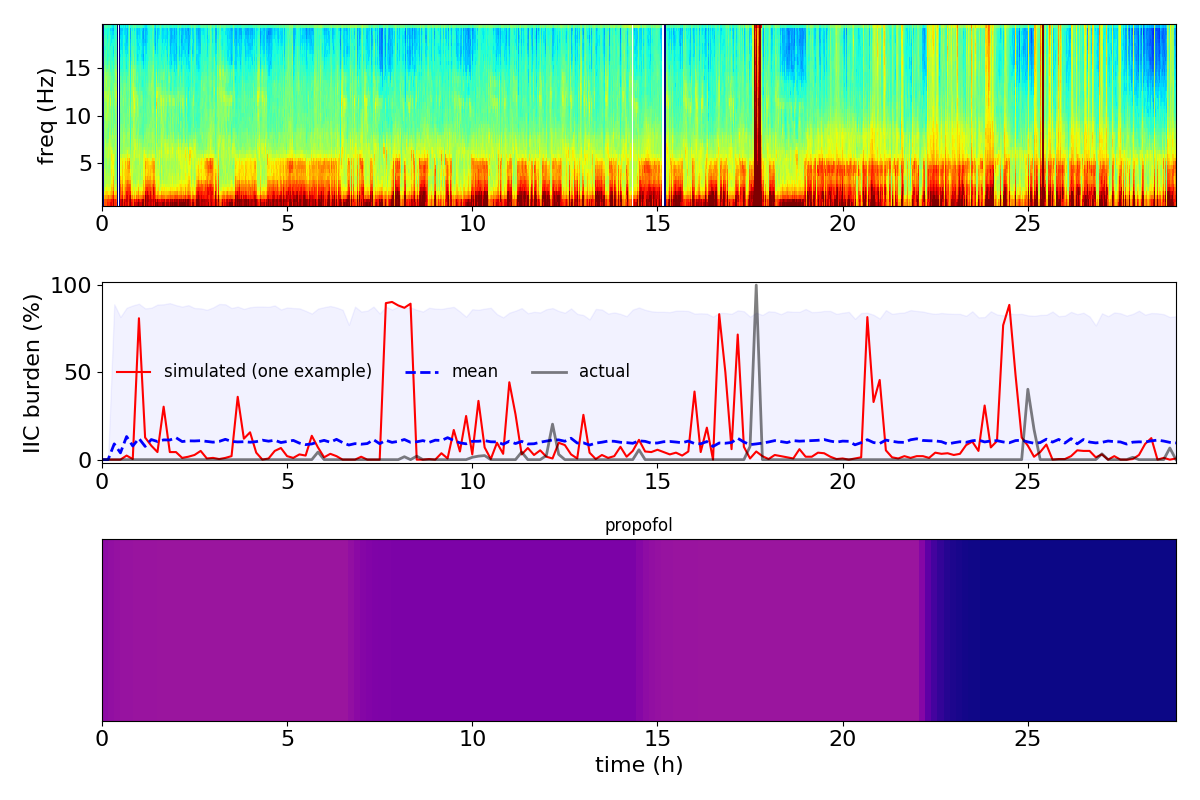 freq (Hz)
15
10
5
0 5 10 15 20 25
IIC burden (%)
100
50
0
simulated (one example) mean actual
0 5 10 15 20 25
propofol
0 5 10 15 20 25
time (h)